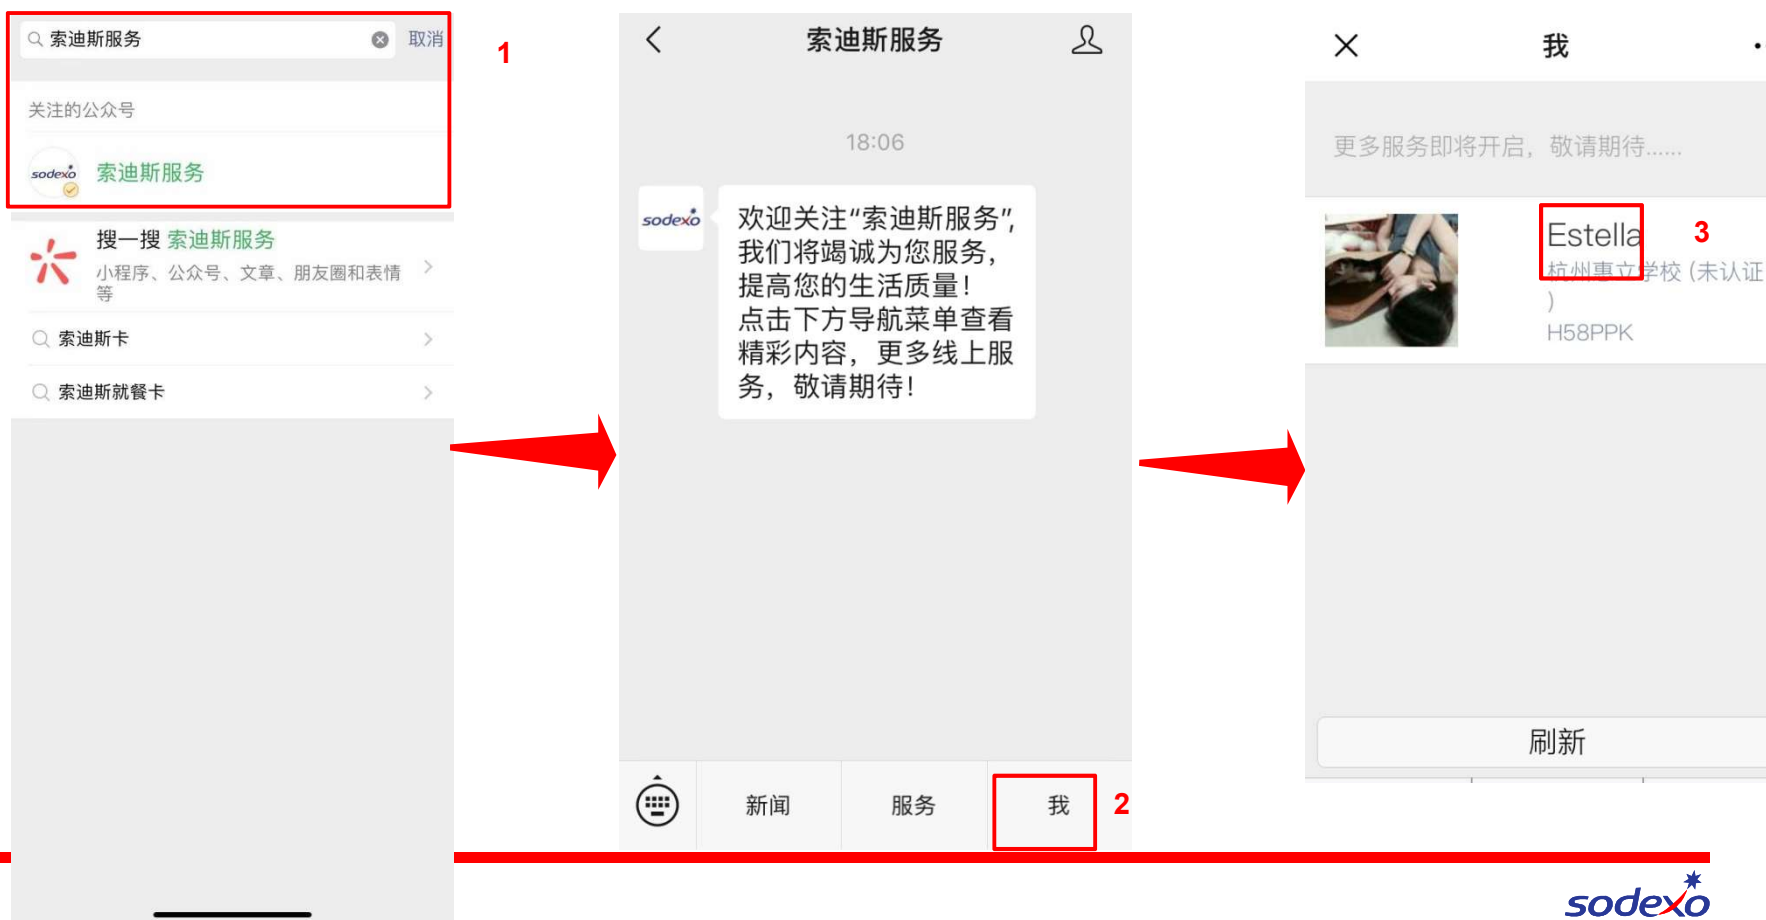 索迪斯服务
取消
1
关注的公众号
sodexo
索迪斯服务
搜一搜 索迪斯服务
小程序、公众号、文章、朋友圈和表情
等
索迪斯卡
索迪斯就餐卡
索迪斯服务
18:06
sodexo
欢迎关注“索迪斯服务”,
我们将竭诚为您服务,
提高您的生活质量!
点击下方导航菜单查看
精彩内容，更多线上服
务，敬请期待!
新闻
服务
我
2
我
更多服务即将开启，敬请期待......
Estella
3
杭州惠立学校 (未认证
)
H58PPK
刷新
sodexo